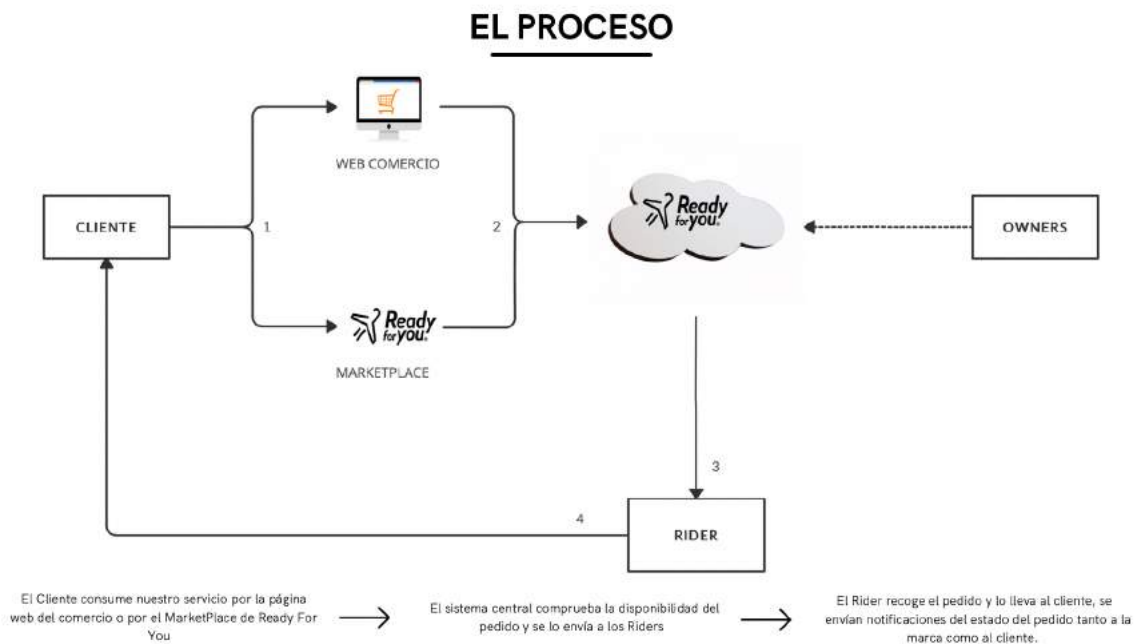 EL PROCESO
WEB COMERCIO
CLIENTE
1
2
Ready
for you®
OWNERS
Ready
for you®
MARKETPLACE
3
4
RIDER
El Cliente consume nuestro servicio por la página
web del comercio o por el MarketPlace de Ready For
You
El sistema central comprueba la disponibilidad del
pedido y se lo envía a los Riders
El Rider recoge el pedido y lo lleva al cliente, se
envían notificaciones del estado del pedido tanto a la
marca como al cliente.